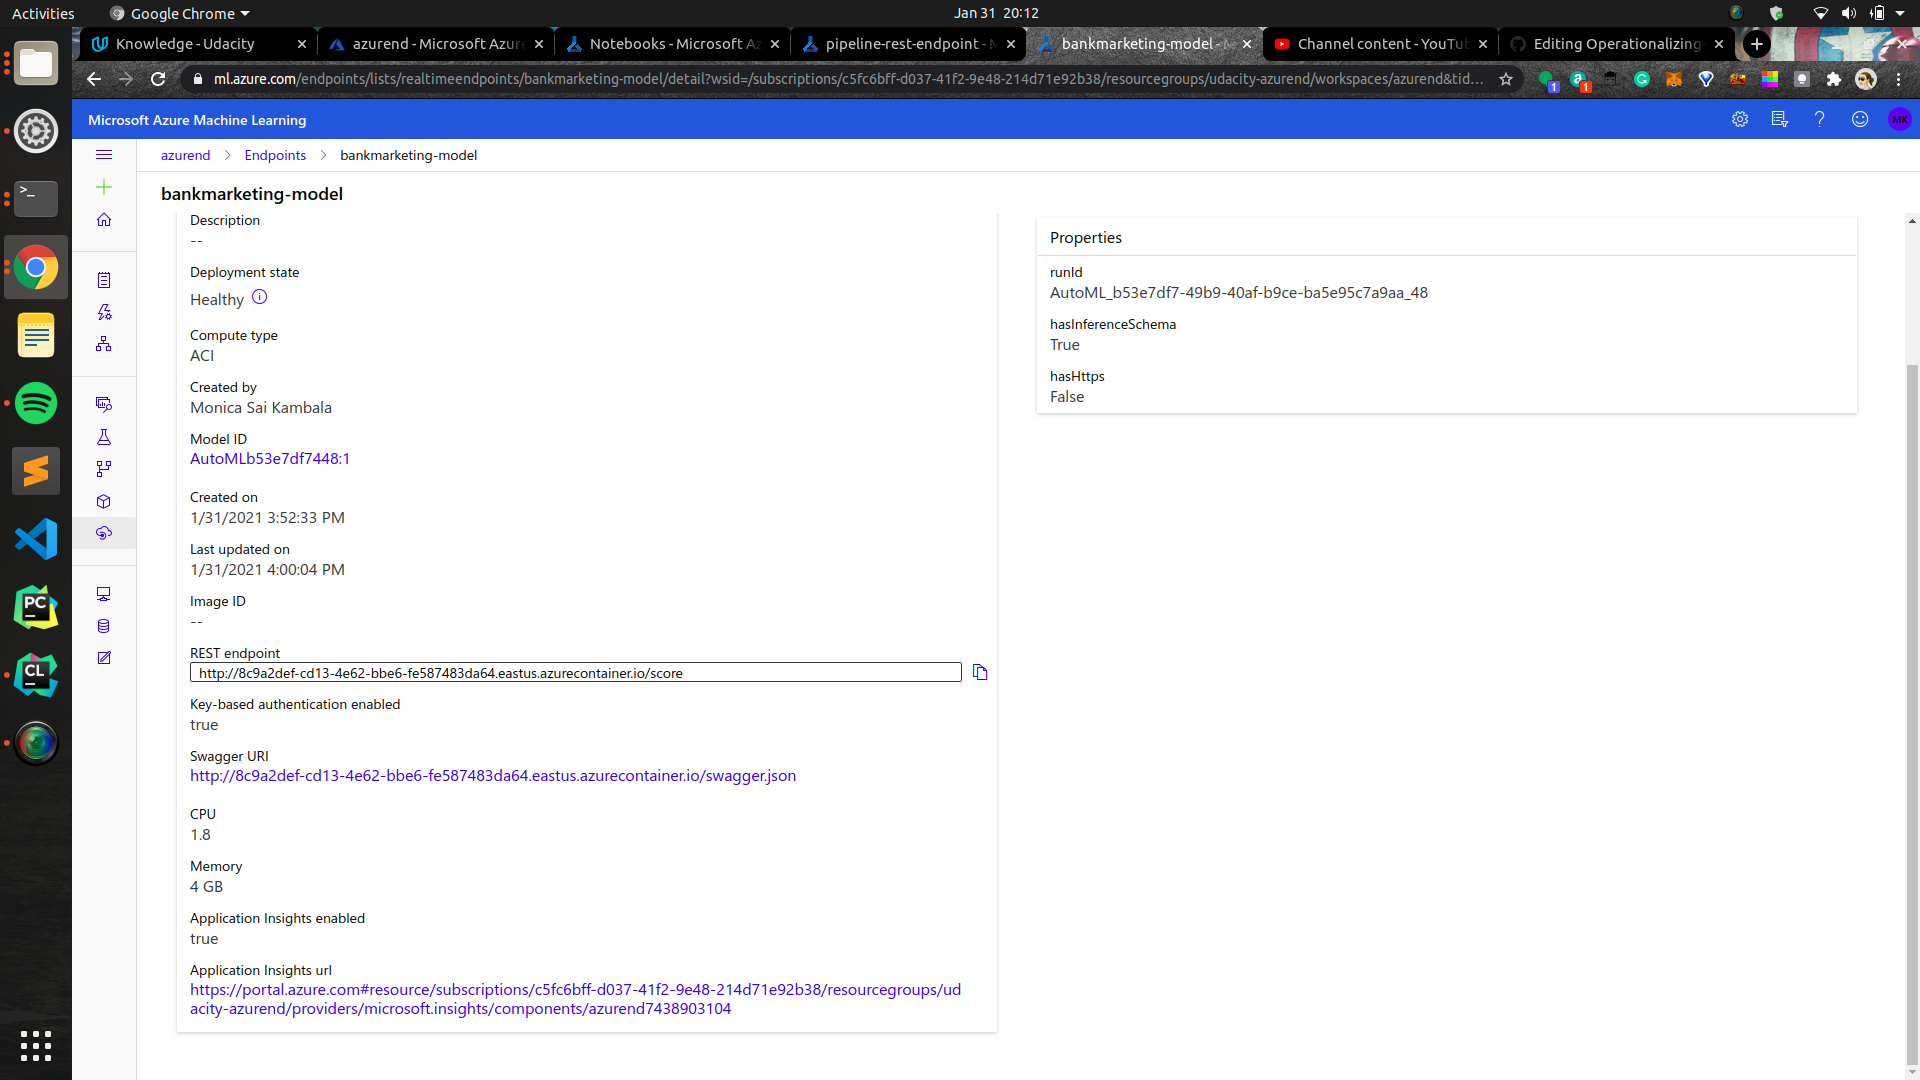 Activities
Google Chrome
Jan 31 20:12
Knowledge - Udacity
azurend - Microsoft Azure
Notebooks - Microsoft A
pipeline-rest-endpoint - M
bankmarketing-model - M
Channel content - YouTub
Editing Operationalizing
ml.azure.com/endpoints/lists/realtimeendpoints/bankmarketing-model/detail?wsid=/subscriptions/c5fc6bff-d037-41f2-9e48-214d71e92b38/resourcegroups/udacity-azurend/workspaces/azurend&tid...
1
1
Microsoft Azure Machine Learning
MK
azurend > Endpoints > bankmarketing-model
bankmarketing-model
Description
--
Deployment state
Healthy
Compute type
ACI
Created by
Monica Sai Kambala
Model ID
AutoMLb53e7df7448:1
Created on
1/31/2021 3:52:33 PM
Last updated on
1/31/2021 4:00:04 PM
Image ID
--
REST endpoint
http://8c9a2def-cd13-4e62-bbe6-fe587483da64.eastus.azurecontainer.io/score
Key-based authentication enabled
true
Swagger URI
http://8c9a2def-cd13-4e62-bbe6-fe587483da64.eastus.azurecontainer.io/swagger.json
CPU
1.8
Memory
4 GB
Application Insights enabled
true
Application Insights url
https://portal.azure.com#resource/subscriptions/c5fc6bff-d037-41f2-9e48-214d71e92b38/resourcegroups/ud
acity-azurend/providers/microsoft.insights/components/azurend7438903104
Properties
runId
AutoML_b53e7df7-49b9-40af-b9ce-ba5e95c7a9aa_48
hasInferenceSchema
True
hasHttps
False
PC
CL